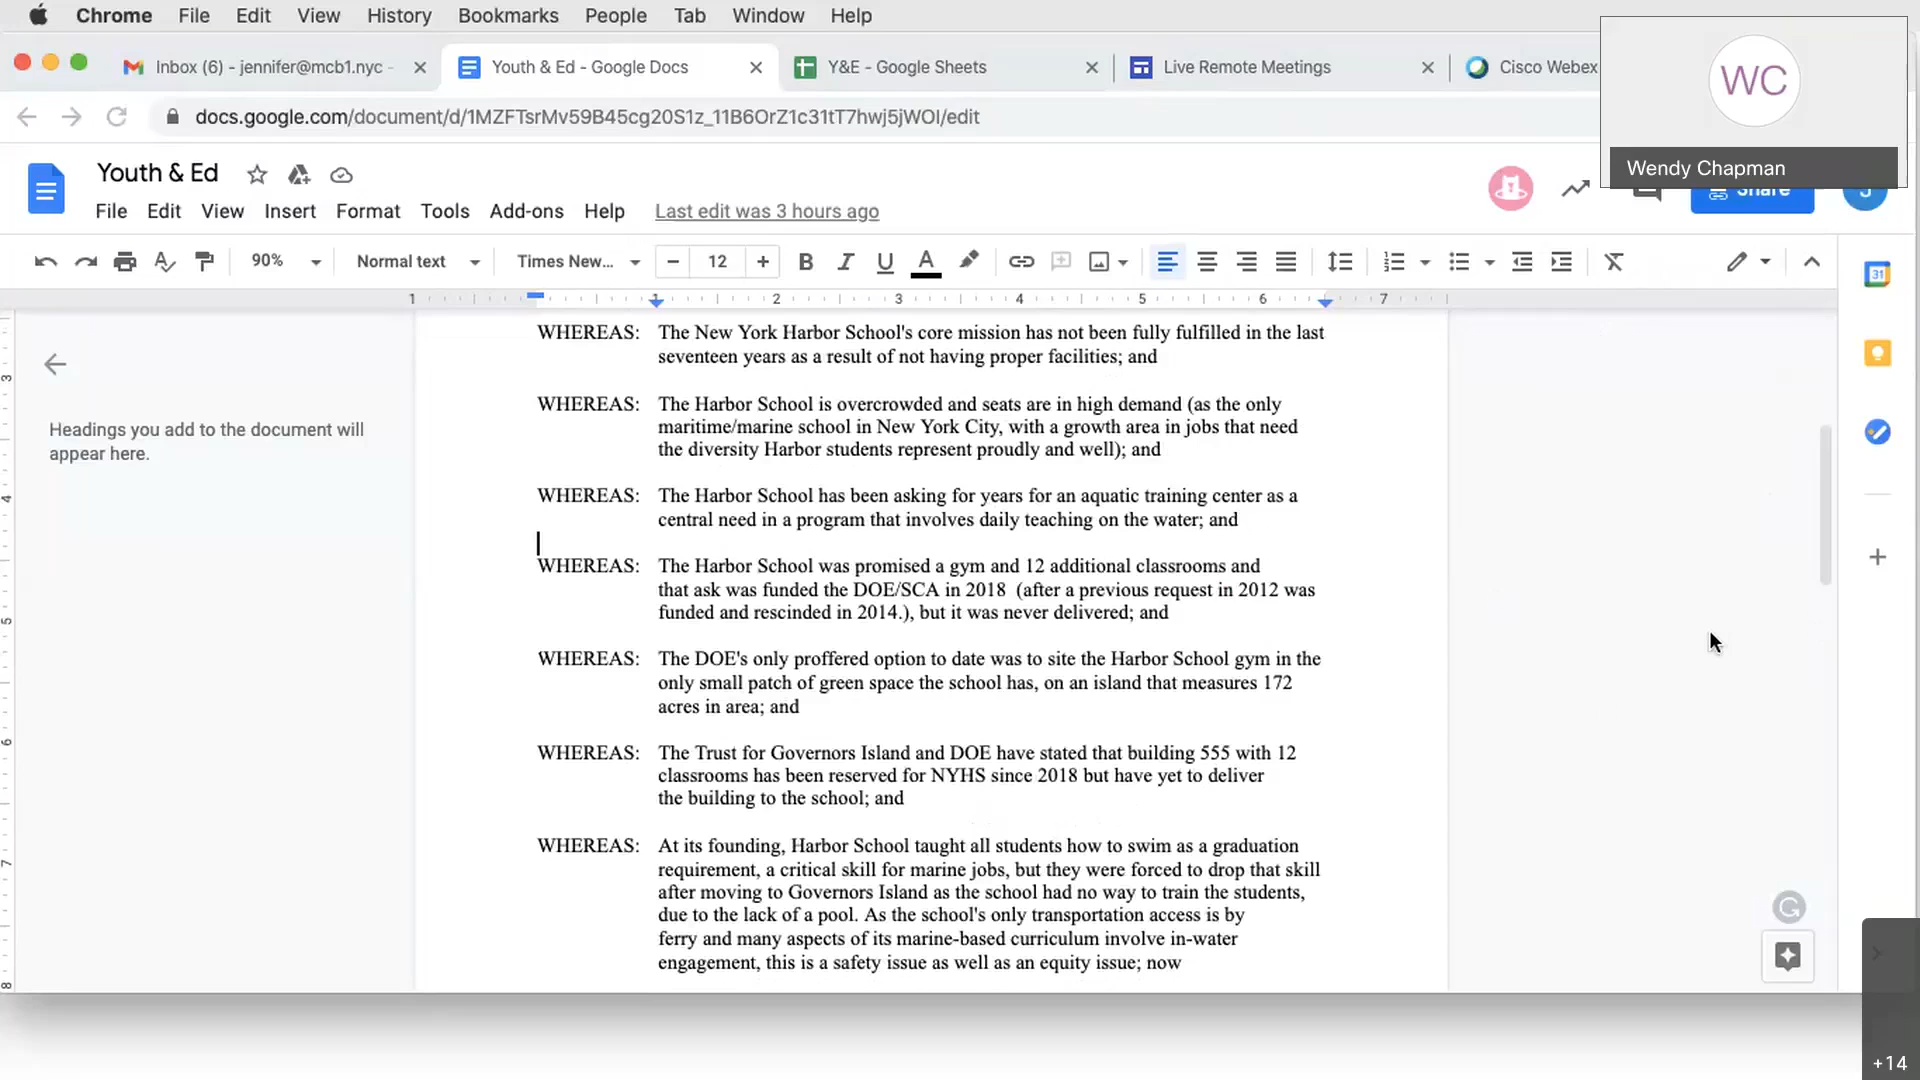 Chrome File Edit View History Bookmarks People Tab Window Help
Inbox (6) - jennifer@mcb1.nyc -
Youth & Ed - Google Docs
Y&E - Google Sheets
Live Remote Meetings
Cisco Webex
WC
Wendy Chapman
docs.google.com/document/d/1MZFTsrMv59B45cg20S1z_11B6OrZ1c31tT7hwj5jWOI/edit
Youth & Ed
Share
File Edit View Insert Format Tools Add-ons Help Last edit was 3 hours ago
90% Normal text Times New... 12
31
1 1 2 3 4 5 6 7
Headings you add to the document will
appear here.
3
4
5
6
7
8
WHEREAS: The New York Harbor School's core mission has not been fully fulfilled in the last
seventeen years as a result of not having proper facilities; and
WHEREAS: The Harbor School is overcrowded and seats are in high demand (as the only
maritime/marine school in New York City, with a growth area in jobs that need
the diversity Harbor students represent proudly and well); and
WHEREAS: The Harbor School has been asking for years for an aquatic training center as a
central need in a program that involves daily teaching on the water; and
WHEREAS: The Harbor School was promised a gym and 12 additional classrooms and
that ask was funded the DOE/SCA in 2018 (after a previous request in 2012 was
funded and rescinded in 2014.), but it was never delivered; and
WHEREAS: The DOE's only proffered option to date was to site the Harbor School gym in the
only small patch of green space the school has, on an island that measures 172
acres in area; and
WHEREAS: The Trust for Governors Island and DOE have stated that building 555 with 12
classrooms has been reserved for NYHS since 2018 but have yet to deliver
the building to the school; and
WHEREAS: At its founding, Harbor School taught all students how to swim as a graduation
requirement, a critical skill for marine jobs, but they were forced to drop that skill
after moving to Governors Island as the school had no way to train the students,
due to the lack of a pool. As the school's only transportation access is by
ferry and many aspects of its marine-based curriculum involve in-water
engagement, this is a safety issue as well as an equity issue; now
+14